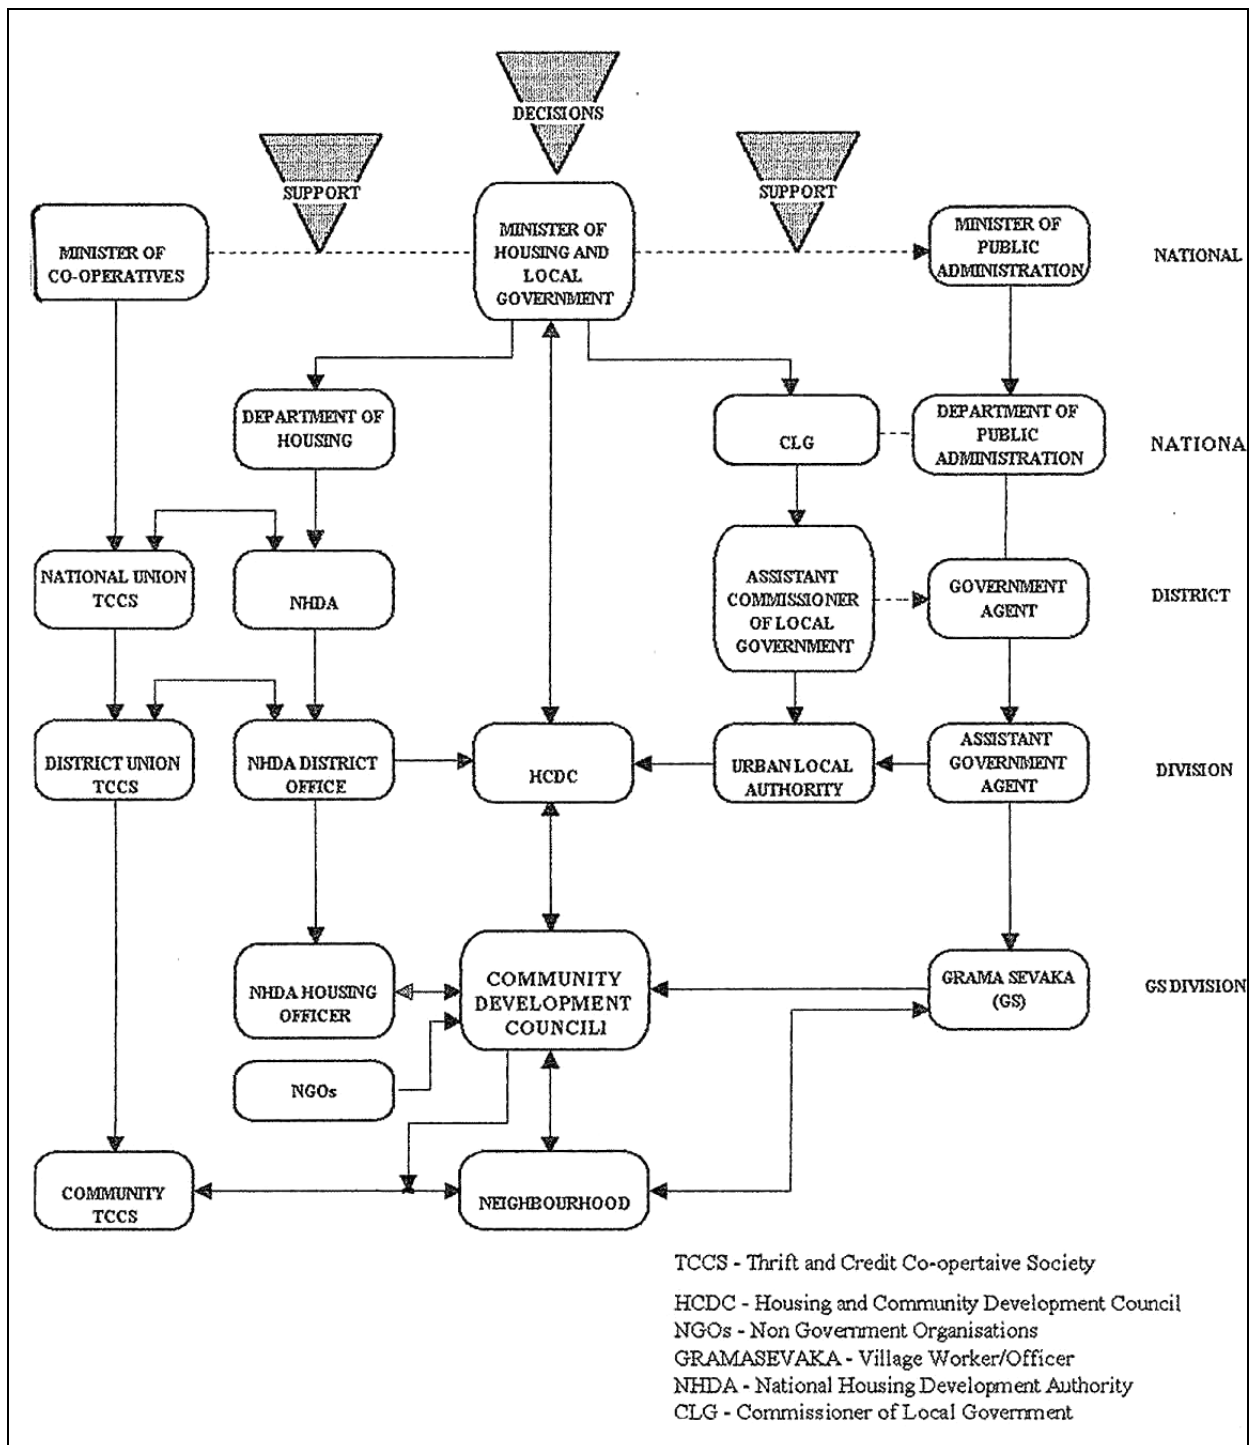 DECISIONS
SUPPORT
SUPPORT
MINISTER OF
CO-OPERATIVES
MINISTER OF
HOUSING AND
LOCAL
GOVERNMENT
MINISTER OF
PUBLIC
ADMINISTRATION
NATIONAL
DEPARTMENT OF
HOUSING
CLG
DEPARTMENT OF
PUBLIC
ADMINISTRATION
NATIONA
NATIONAL UNION
TCCS
NHDA
ASSISTANT
COMMISSIONER
OF LOCAL
GOVERNMENT
GOVERNMENT
AGENT
DISTRICT
DISTRICT UNION
TCCS
NHDA DISTRICT
OFFICE
HCDC
URBAN LOCAL
AUTHORITY
ASSISTANT
GOVERNMENT
AGENT
DIVISION
NHDA HOUSING
OFFICER
COMMUNITY
DEVELOPMENT
COUNCIL1
GRAMA SEVAKA
(GS)
GS DIVISION
NGOs
COMMUNITY
TCCS
NEIGHBOURHOOD
TCCS - Thrift and Credit Co-opertaive Society
HCDC - Housing and Community Development Council
NGOs - Non Government Organisations
GRAMASEVAKA - Village Worker/Officer
NHDA - National Housing Development Authority
CLG - Commissioner of Local Government